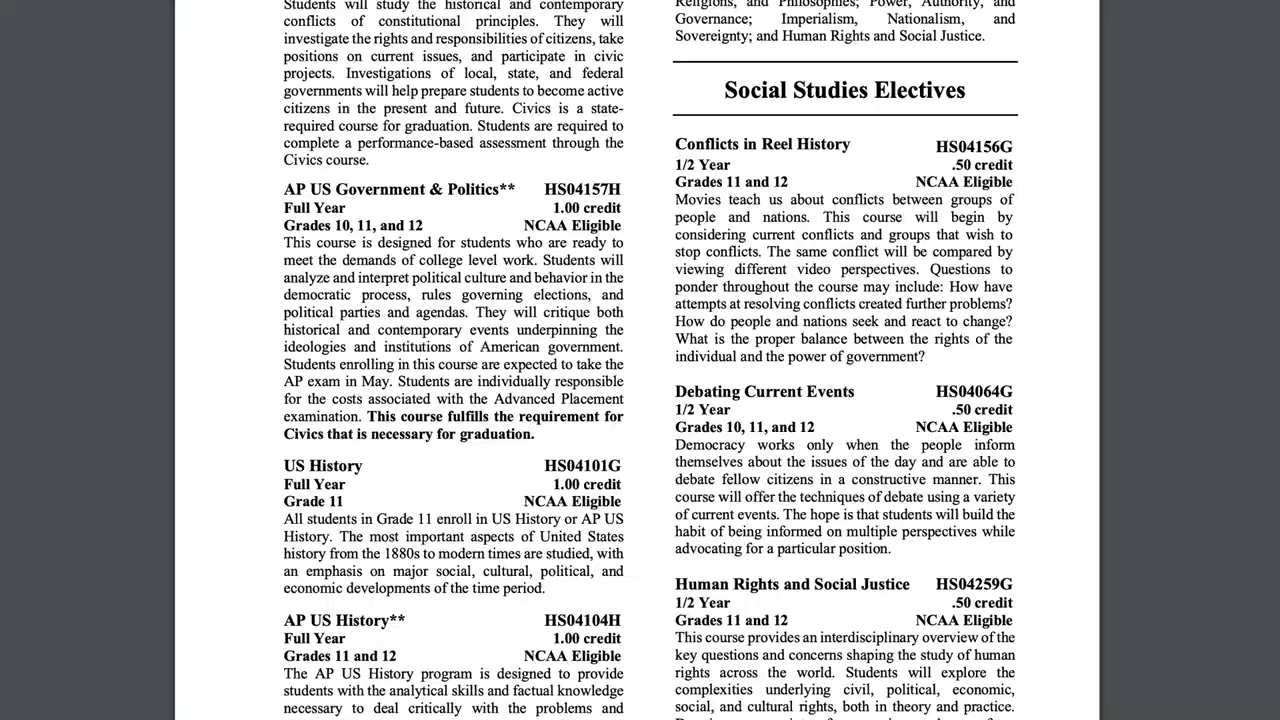 Students will study the historical and contemporary
conflicts of constitutional principles. They will
investigate the rights and responsibilities of citizens, take
positions on current issues, and participate in civic
projects. Investigations of local, state, and federal
governments will help prepare students to become active
citizens in the present and future. Civics is a state-
required course for graduation. Students are required to
complete a performance-based assessment through the
Civics course.
AP US Government & Politics** HS04157H
Full Year 1.00 credit
Grades 10, 11, and 12 NCAA Eligible
This course is designed for students who are ready to
meet the demands of college level work. Students will
analyze and interpret political culture and behavior in the
democratic process, rules governing elections, and
political parties and agendas. They will critique both
historical and contemporary events underpinning the
ideologies and institutions of American government.
Students enrolling in this course are expected to take the
AP exam in May. Students are individually responsible
for the costs associated with the Advanced Placement
examination. This course fulfills the requirement for
Civics that is necessary for graduation.
US History HS04101G
Full Year 1.00 credit
Grade 11 NCAA Eligible
All students in Grade 11 enroll in US History or AP US
History. The most important aspects of United States
history from the 1880s to modern times are studied, with
an emphasis on major social, cultural, political, and
economic developments of the time period.
AP US History** HS04104H
Full Year 1.00 credit
Grades 11 and 12 NCAA Eligible
The AP US History program is designed to provide
students with the analytical skills and factual knowledge
necessary to deal critically with the problems and
Religions, and Philosophies; Power, Authority, and
Governance; Imperialism, Nationalism, and
Sovereignty; and Human Rights and Social Justice.
Social Studies Electives
Conflicts in Reel History HS04156G
1/2 Year .50 credit
Grades 11 and 12 NCAA Eligible
Movies teach us about conflicts between groups of
people and nations. This course will begin by
considering current conflicts and groups that wish to
stop conflicts. The same conflict will be compared by
viewing different video perspectives. Questions to
ponder throughout the course may include: How have
attempts at resolving conflicts created further problems?
How do people and nations seek and react to change?
What is the proper balance between the rights of the
individual and the power of government?
Debating Current Events HS04064G
1/2 Year .50 credit
Grades 10, 11, and 12 NCAA Eligible
Democracy works only when the people inform
themselves about the issues of the day and are able to
debate fellow citizens in a constructive manner. This
course will offer the techniques of debate using a variety
of current events. The hope is that students will build the
habit of being informed on multiple perspectives while
advocating for a particular position.
Human Rights and Social Justice HS04259G
1/2 Year .50 credit
Grades 11 and 12 NCAA Eligible
This course provides an interdisciplinary overview of the
key questions and concerns shaping the study of human
rights across the world. Students will explore the
complexities underlying civil, political, economic,
social, and cultural rights, both in theory and practice.